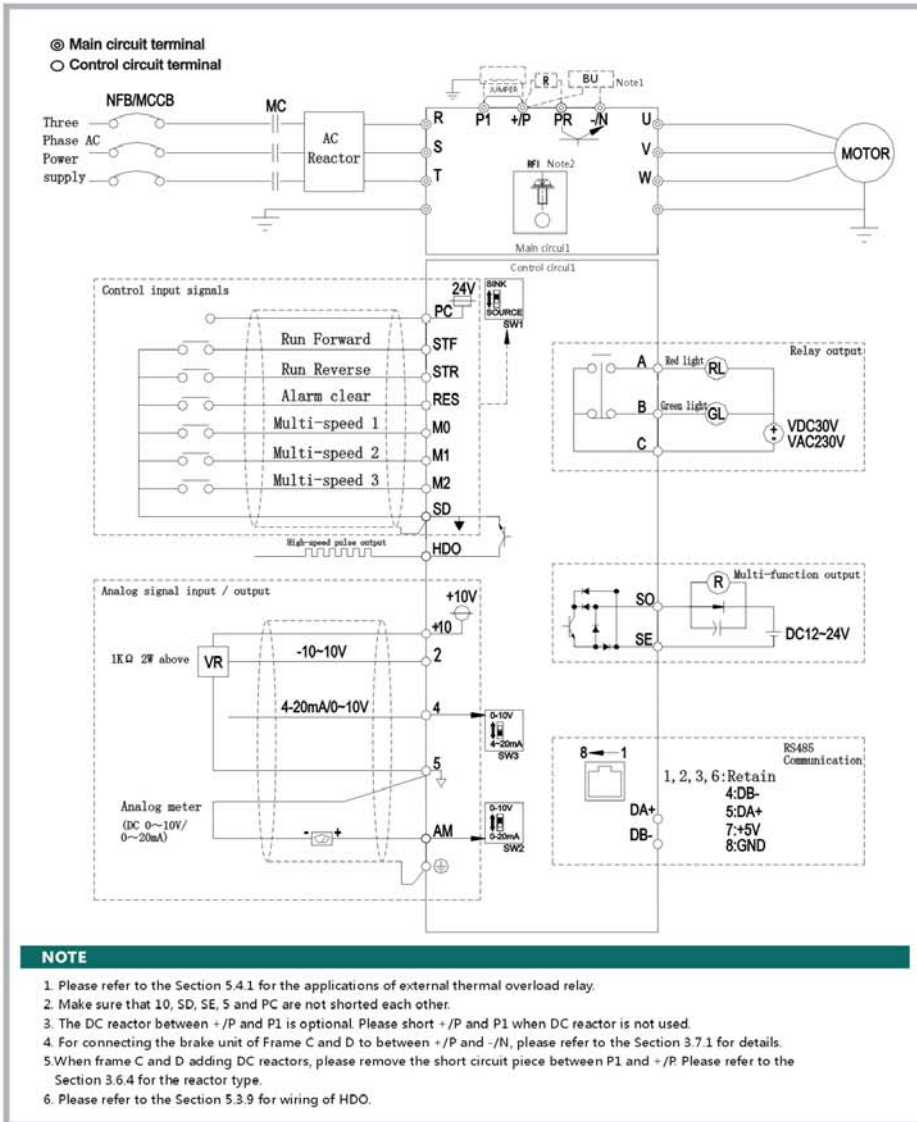 ◎ Main circuit terminal
○ Control circuit terminal
NFB/MCCB
MC
Three
Phase AC
Power
supply
AC
Reactor
R
S
T
JUMPER
R
BU
Note1
P1
+/P
PR
-/N
RFI Note2
U
V
W
MOTOR
Main circui1
Control circui1
Control input signals
24V
PC
SINK
SOURCE
SW1
Run Forward
STF
Run Reverse
STR
Alarm clear
RES
Multi-speed 1
M0
Multi-speed 2
M1
Multi-speed 3
M2
SD
High-speed pulse output
HDO
Relay output
A
Red light
RL
B
Green light
GL
C
+
-
VDC30V
VAC230V
Analog signal input / output
+10V
+10
1KΩ 2W above
VR
-10~10V
2
4-20mA/0~10V
4
0-10V
4~20mA
SW3
5
Analog meter
(DC 0~10V/
0~20mA)
- +
AM
0-10V
0-20mA
SW2
Multi-function output
R
SO
SE
DC12~24V
RS485
Communication
8 1
1, 2, 3, 6:Retain
4:DB-
5:DA+
7:+5V
8:GND
DA+
DB-
NOTE
1. Please refer to the Section 5.4.1 for the applications of external thermal overload relay.
2. Make sure that 10, SD, SE, 5 and PC are not shorted each other.
3. The DC reactor between +/P and P1 is optional. Please short +/P and P1 when DC reactor is not used.
4. For connecting the brake unit of Frame C and D to between +/P and -/N, please refer to the Section 3.7.1 for details.
5.When frame C and D adding DC reactors, please remove the short circuit piece between P1 and +/P. Please refer to the
Section 3.6.4 for the reactor type.
6. Please refer to the Section 5.3.9 for wiring of HDO.